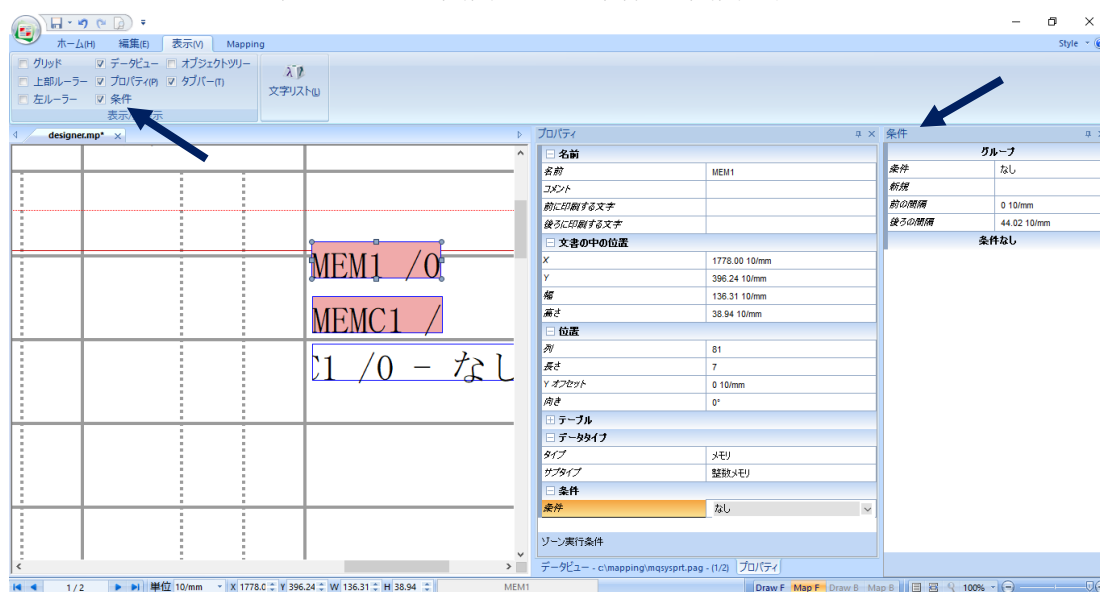 ホーム(H) 編集(E) 表示(V) Mapping Style
グリッド データビュー オブジェクトツリー
上部ルーラー プロパティ(P) タブバー(T)
左ルーラー 条件
文字リスト(L)
designer.mp* プロパティ 条件
名前
名前 MEM1
コメント
前に印刷する文字
後ろに印刷する文字
文書の中の位置
X 1778.00 10/mm
Y 396.24 10/mm
幅 136.31 10/mm
高さ 38.94 10/mm
位置
列 81
長さ 7
Y オフセット 0 10/mm
向き 0°
テーブル
データタイプ
タイプ メモリ
サブタイプ 整数メモリ
条件
条件 なし
ゾーン実行条件
データビュー - c:\mapping\mqsysprt.pag - (1/2) プロパティ
グループ
条件 なし
新規
前の間隔 0 10/mm
後ろの間隔 44.02 10/mm
条件なし
MEM1 /0
MEMC1 /
C1 /0 - なし
1 / 2 単位 10/mm X 1778.0 Y 396.24 W 136.31 H 38.94 MEM1 Draw F Map F Draw B Map B 100%